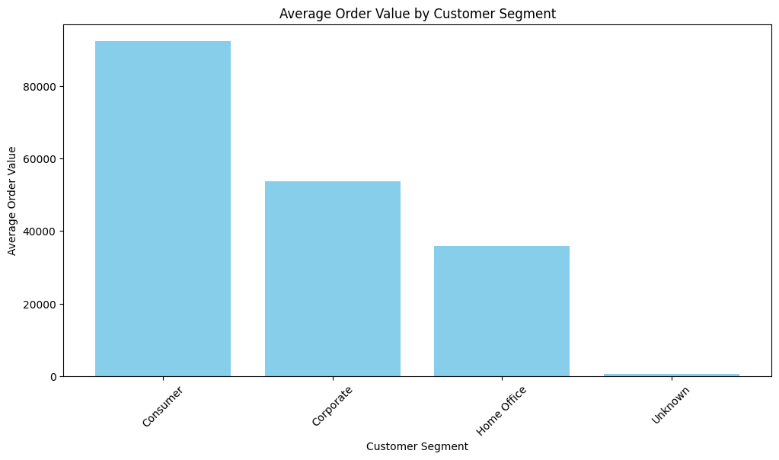 Average Order Value by Customer Segment
Average Order Value
80000
60000
40000
20000
0
Consumer
Corporate
Home Office
Unknown
Customer Segment